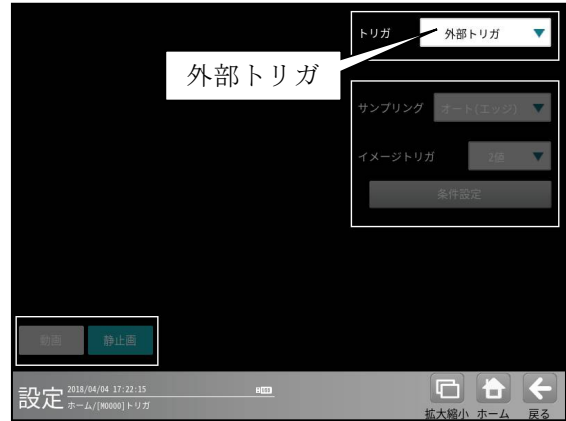 トリガ 外部トリガ
外部トリガ
サンプリング オート(エッジ)
イメージトリガ 2値
条件設定
動画 静止画
設定 2018/04/04 17:22:15
ホーム/[M0000]トリガ
拡大縮小 ホーム 戻る